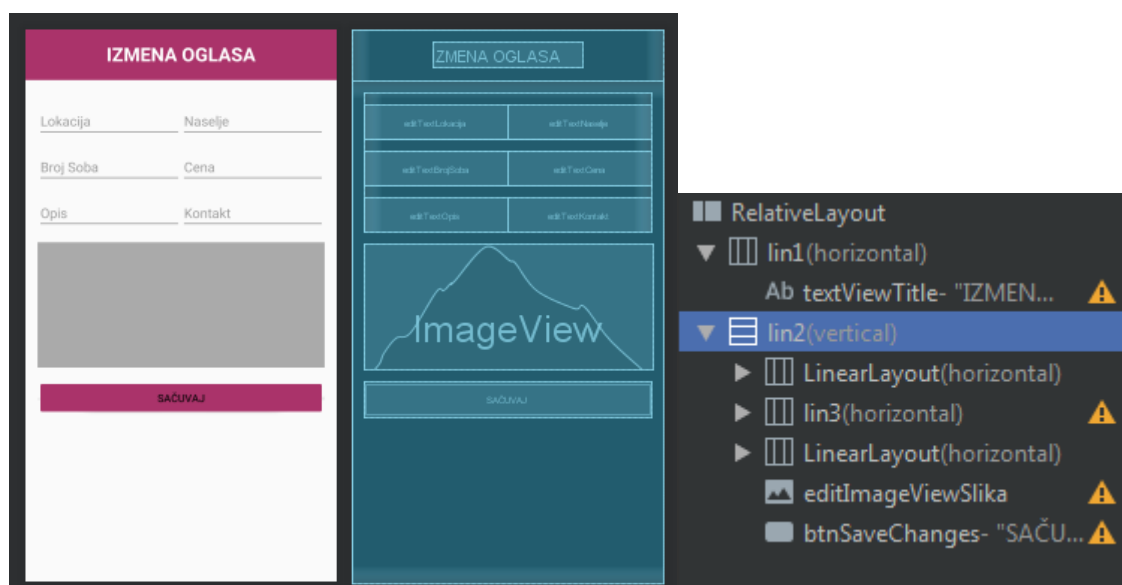 IZMENA OGLASA
Lokacija Naselje
Broj Soba Cena
Opis Kontakt
SAČUVAJ
ZMENA OGLASA
editTextLokacija editTextNaselje
editTextBrojSoba editTextCena
editTextOpis editTextKontakt
ImageView
SAČUVAJ
RelativeLayout
lin1(horizontal)
Ab textViewTitle- "IZMEN...
lin2(vertical)
LinearLayout(horizontal)
lin3(horizontal)
LinearLayout(horizontal)
editImageViewSlika
btnSaveChanges- "SAČU...